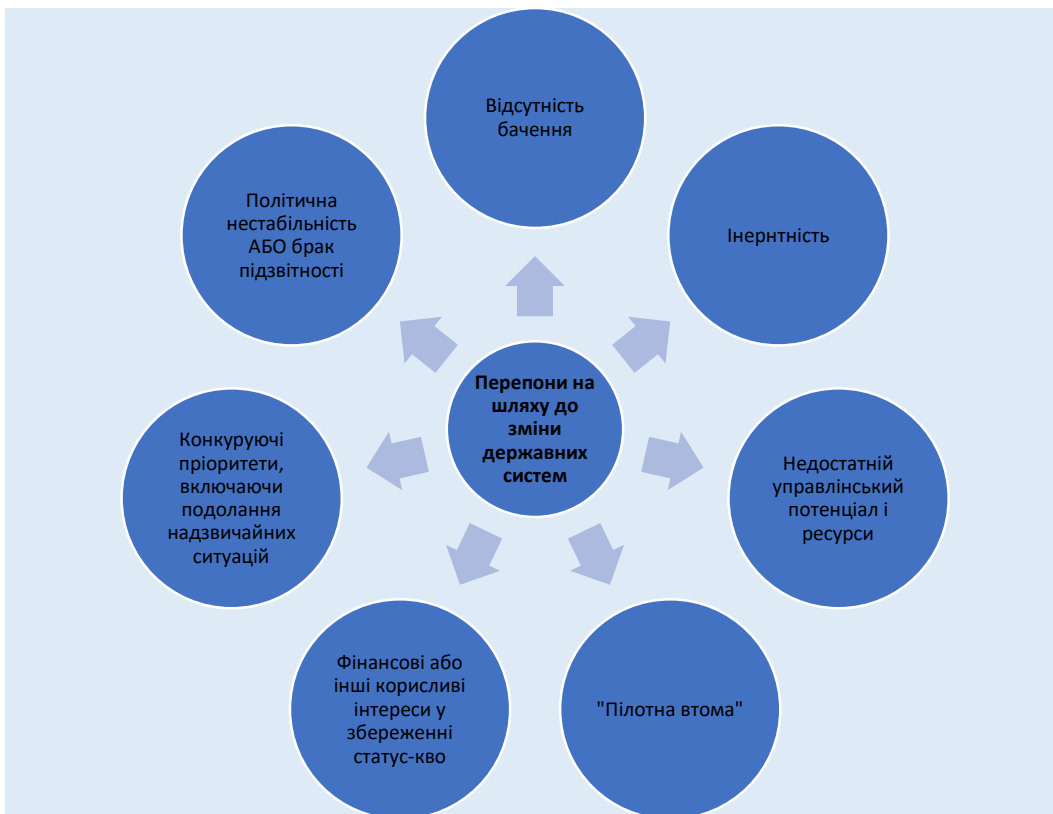 Відсутність
бачення
Інернтність
Недостатній
управлінський
потенціал і
ресурси
"Пілотна втома"
Фінансові або
інші корисливі
інтереси у
збереженні
статус-кво
Конкуруючі
пріоритети,
включаючи
подолання
надзвичайних
ситуацій
Політична
нестабільність
АБО брак
підзвітності
Перепони на
шляху до
зміни
державних
систем